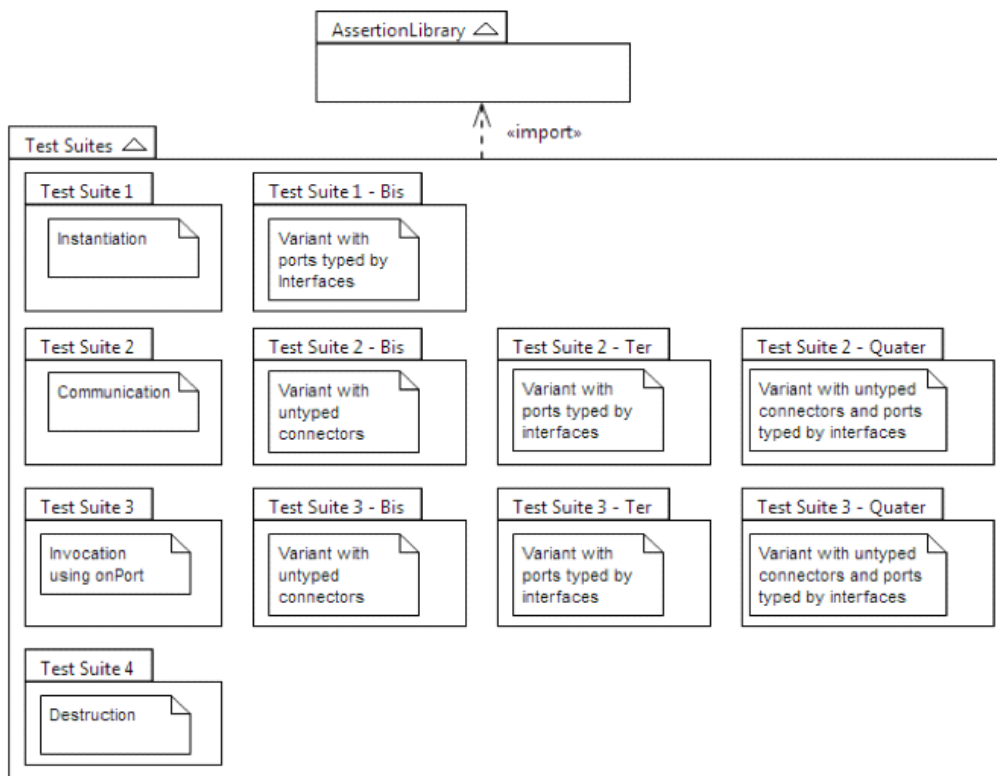 AssertionLibrary
«import»
Test Suites
Test Suite 1
Instantiation
Test Suite 1 - Bis
Variant with
ports typed by
Interfaces
Test Suite 2
Communication
Test Suite 2 - Bis
Variant with
untyped
connectors
Test Suite 2 - Ter
Variant with
ports typed by
interfaces
Test Suite 2 - Quater
Variant with untyped
connectors and ports
typed by interfaces
Test Suite 3
Invocation
using onPort
Test Suite 3 - Bis
Variant with
untyped
connectors
Test Suite 3 - Ter
Variant with
ports typed by
interfaces
Test Suite 3 - Quater
Variant with untyped
connectors and ports
typed by interfaces
Test Suite 4
Destruction